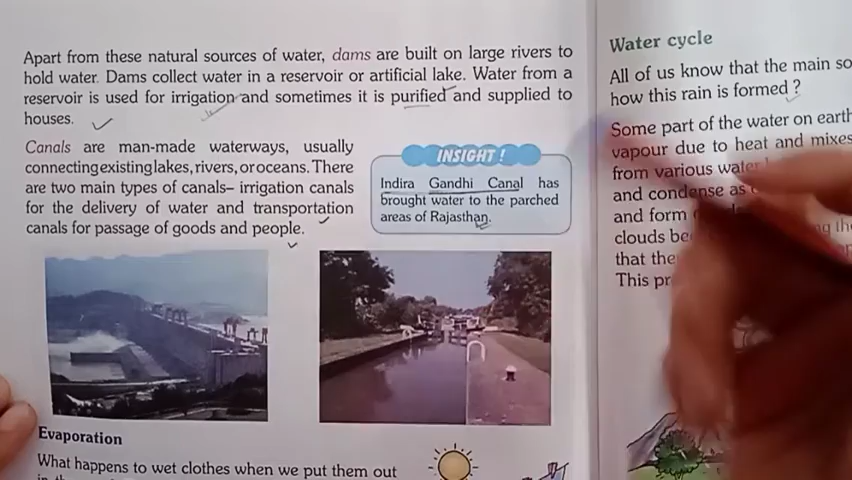 Apart from these natural sources of water, dams are built on large rivers to
hold water. Dams collect water in a reservoir or artificial lake. Water from a
reservoir is used for irrigation and sometimes it is purified and supplied to
houses.
Canals are man-made waterways, usually
connecting existing lakes, rivers, or oceans. There
are two main types of canals– irrigation canals
for the delivery of water and transportation
canals for passage of goods and people.
INSIGHT !
Indira Gandhi Canal has
brought water to the parched
areas of Rajasthan.
Evaporation
What happens to wet clothes when we put them out
Water cycle
All of us know that the main
how this rain is formed ?
Some part of the water on earth
vapour due to heat and mixes
from various water
and condense as
and form
clouds
that the
This